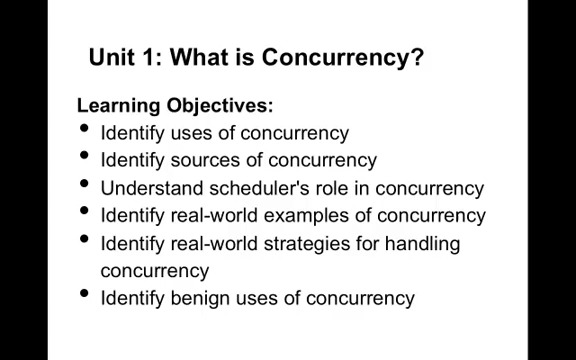 Unit 1: What is Concurrency?
Learning Objectives:
• Identify uses of concurrency
• Identify sources of concurrency
• Understand scheduler's role in concurrency
• Identify real-world examples of concurrency
• Identify real-world strategies for handling
concurrency
• Identify benign uses of concurrency